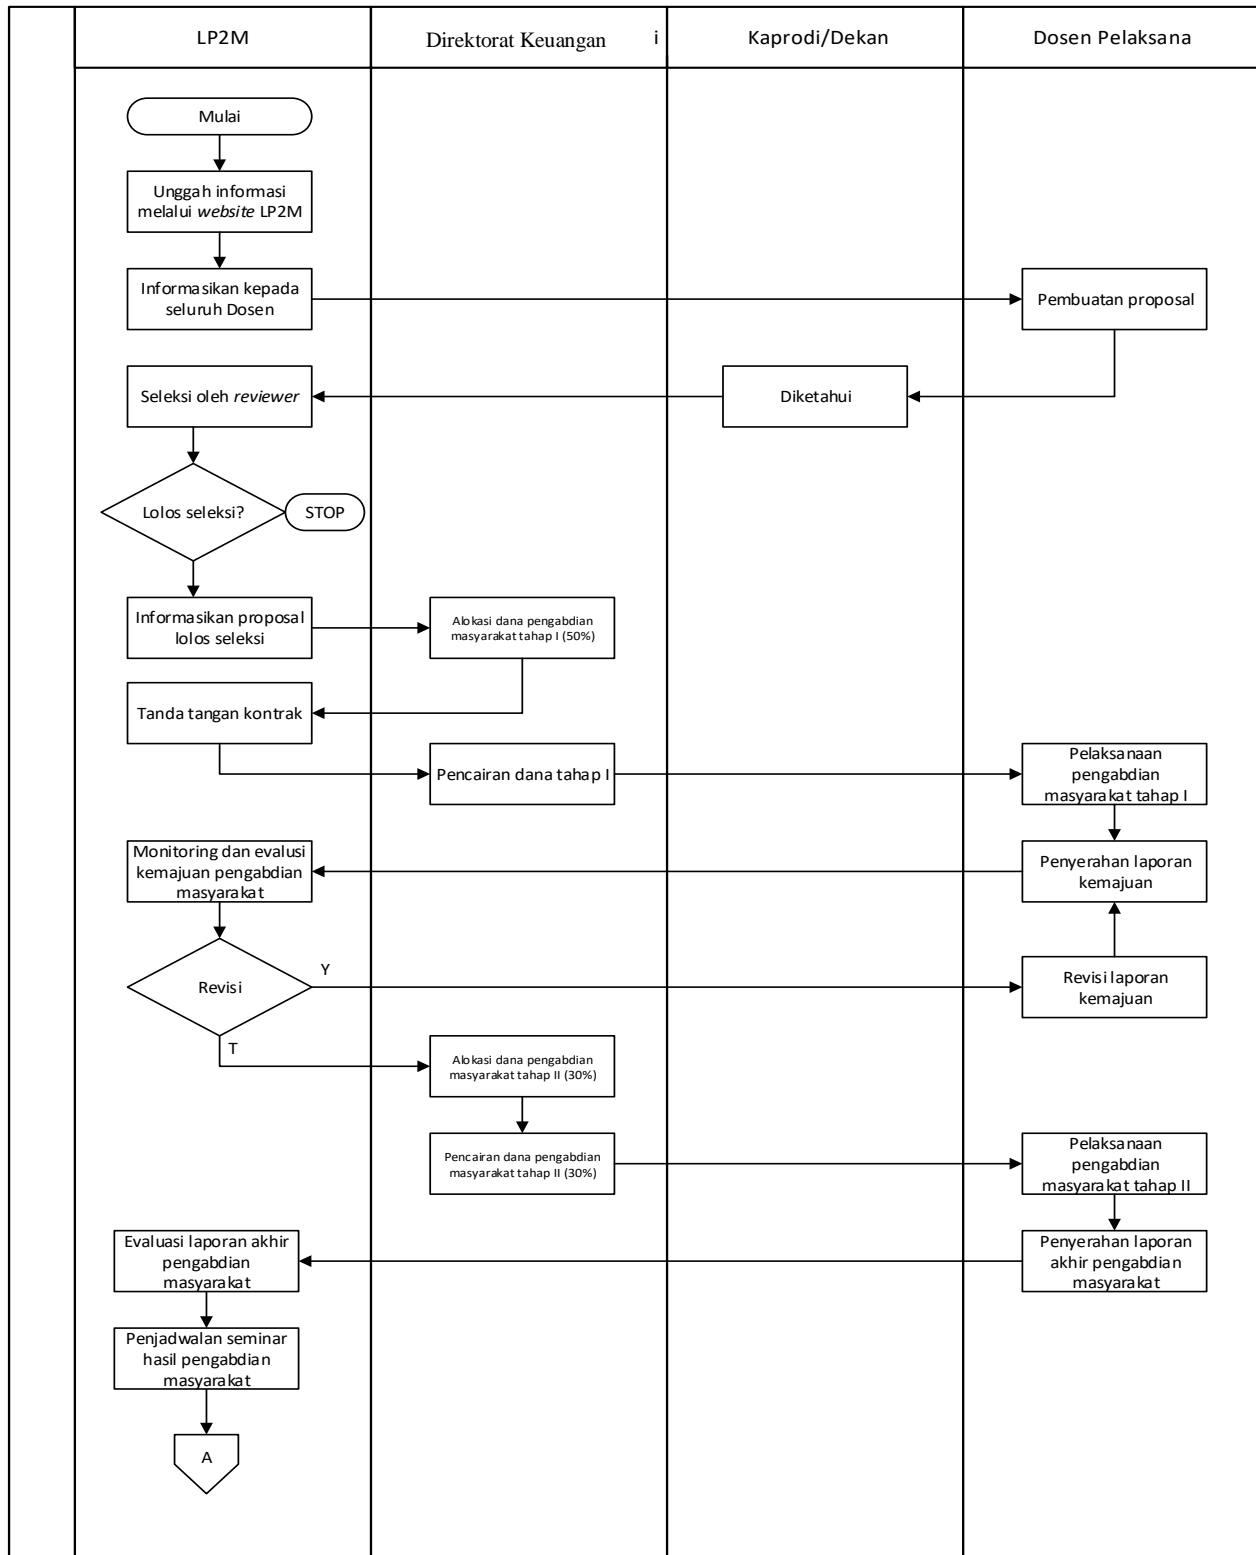 LP2M
Direktorat Keuangan i
Kaprodi/Dekan
Dosen Pelaksana
Mulai
Unggah informasi
melalui website LP2M
Informasikan kepada
seluruh Dosen
Pembuatan proposal
Seleksi oleh reviewer
Diketahui
Lolos seleksi?
STOP
Informasikan proposal
lolos seleksi
Alokasi dana pengabdian
masyarakat tahap I (50%)
Tanda tangan kontrak
Pencairan dana tahap I
Pelaksanaan
pengabdian
masyarakat tahap I
Monitoring dan evalusi
kemajuan pengabdian
masyarakat
Penyerahan laporan
kemajuan
Revisi
Y
Revisi laporan
kemajuan
T
Alokasi dana pengabdian
masyarakat tahap II (30%)
Pencairan dana pengabdian
masyarakat tahap II (30%)
Pelaksanaan
pengabdian
masyarakat tahap II
Evaluasi laporan akhir
pengabdian
masyarakat
Penyerahan laporan
akhir pengabdian
masyarakat
Penjadwalan seminar
hasil pengabdian
masyarakat
A